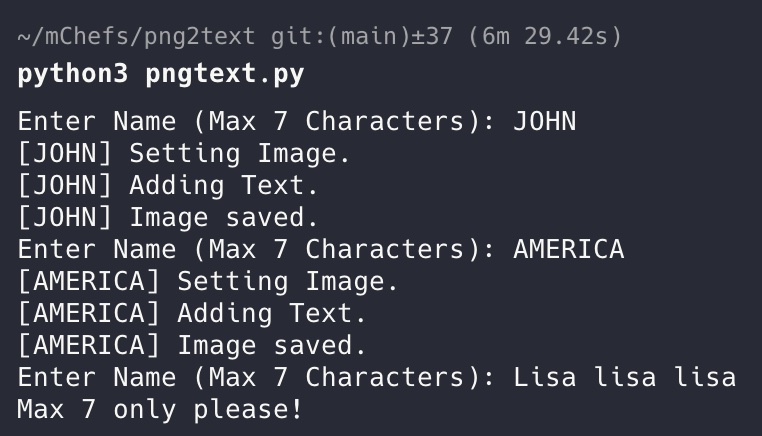 ~/mChefs/png2text git:(main)±37 (6m 29.42s)
python3 pngtext.py
Enter Name (Max 7 Characters): JOHN
[JOHN] Setting Image.
[JOHN] Adding Text.
[JOHN] Image saved.
Enter Name (Max 7 Characters): AMERICA
[AMERICA] Setting Image.
[AMERICA] Adding Text.
[AMERICA] Image saved.
Enter Name (Max 7 Characters): Lisa lisa lisa
Max 7 only please!